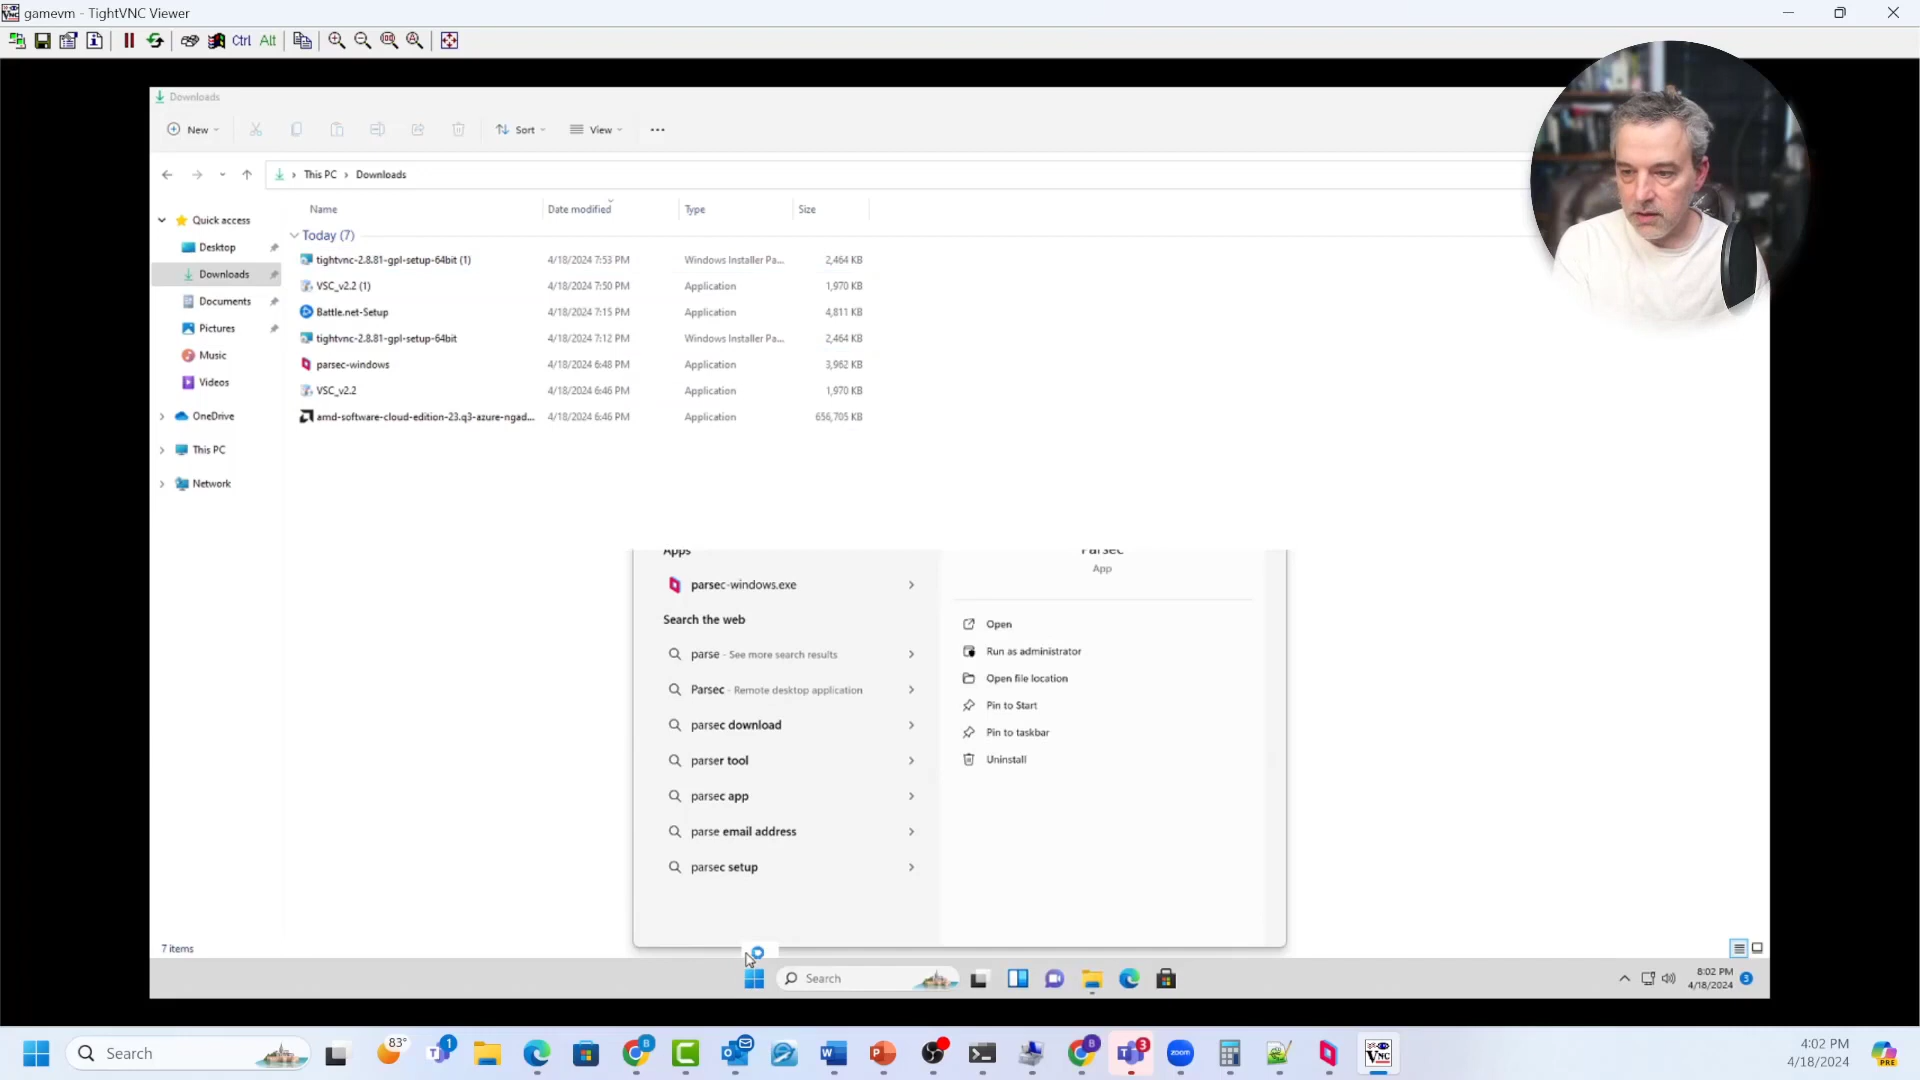 gamevm - TightVNC Viewer
Ctrl Alt
Downloads
New Sort View
This PC Downloads
Quick access
Desktop
Downloads
Documents
Pictures
Music
Videos
OneDrive
This PC
Network
Name Date modified Type Size
Today (7)
tightvnc-2.8.81-gpl-setup-64bit (1) 4/18/2024 7:53 PM Windows Installer Pa... 2,464 KB
VSC_v2.2 (1) 4/18/2024 7:50 PM Application 1,970 KB
Battle.net-Setup 4/18/2024 7:15 PM Application 4,811 KB
tightvnc-2.8.81-gpl-setup-64bit 4/18/2024 7:12 PM Windows Installer Pa... 2,464 KB
parsec-windows 4/18/2024 6:48 PM Application 3,962 KB
VSC_v2.2 4/18/2024 6:46 PM Application 1,970 KB
amd-software-cloud-edition-23.q3-azure-ngad... 4/18/2024 6:46 PM Application 656,705 KB
Apps
parsec-windows.exe
Search the web
parse - See more search results
Parsec - Remote desktop application
parsec download
parser tool
parsec app
parse email address
parsec setup
Parsec
App
Open
Run as administrator
Open file location
Pin to Start
Pin to taskbar
Uninstall
7 items
Search
8:02 PM
4/18/2024
3
Search
83°
1
B
B
3
zoom
VNC
4:02 PM
4/18/2024
PRE